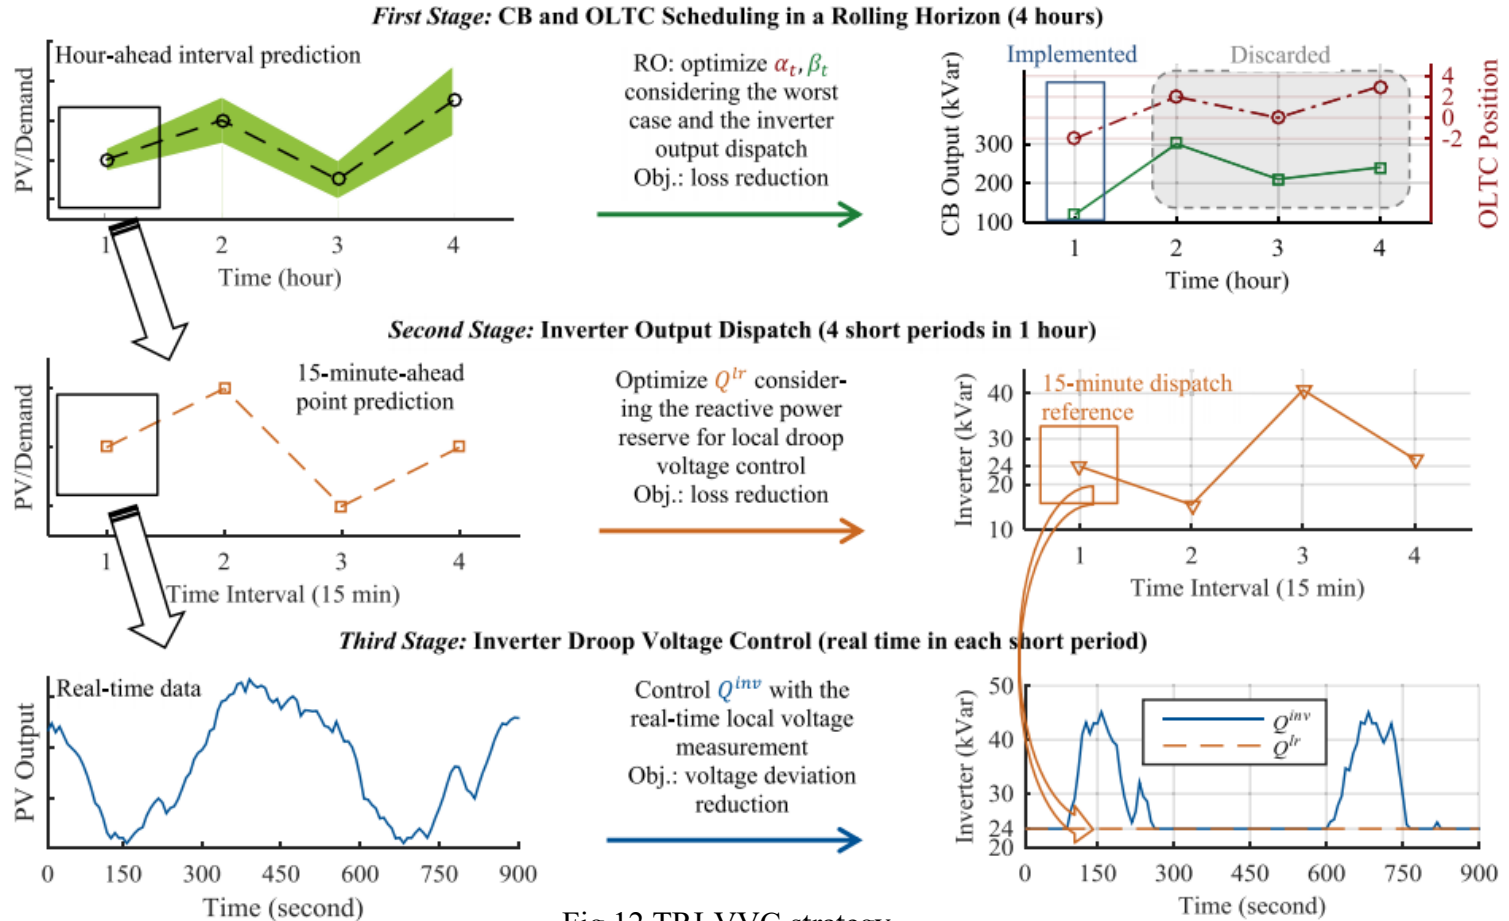 First Stage: CB and OLTC Scheduling in a Rolling Horizon (4 hours)
Hour-ahead interval prediction
PV/Demand
1 2 3 4
Time (hour)
RO: optimize αt, βt
considering the worst
case and the inverter
output dispatch
Obj.: loss reduction
Implemented
Discarded
CB Output (kVar)
300
200
100
4
2
0
-2
OLTC Position
1 2 3 4
Time (hour)
Second Stage: Inverter Output Dispatch (4 short periods in 1 hour)
15-minute-ahead
point prediction
PV/Demand
1 2 3 4
Time Interval (15 min)
Optimize Q^lr consider-
ing the reactive power
reserve for local droop
voltage control
Obj.: loss reduction
15-minute dispatch
reference
Inverter (kVar)
40
30
24
20
10
1 2 3 4
Time Interval (15 min)
Third Stage: Inverter Droop Voltage Control (real time in each short period)
Real-time data
PV Output
0 150 300 450 600 750 900
Time (second)
Control Q^inv with the
real-time local voltage
measurement
Obj.: voltage deviation
reduction
Inverter (kVar)
50
40
30
24
20
Q^inv
Q^lr
0 150 300 450 600 750 900
Time (second)